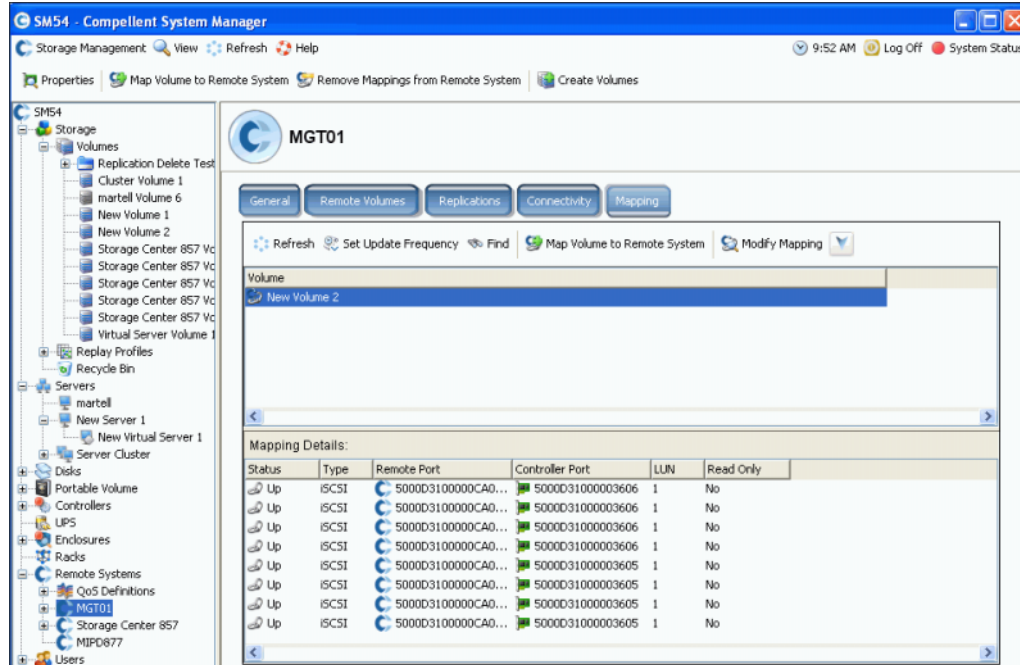 SM54 - Compellent System Manager
Storage Management View Refresh Help 9:52 AM Log Off System Status
Properties Map Volume to Remote System Remove Mappings from Remote System Create Volumes
SM54
Storage
Volumes
Replication Delete Test
Cluster Volume 1
martell Volume 6
New Volume 1
New Volume 2
Storage Center 857 Vo
Storage Center 857 Vo
Storage Center 857 Vo
Storage Center 857 Vo
Storage Center 857 Vo
Virtual Server Volume 1
Replay Profiles
Recycle Bin
Servers
martell
New Server 1
New Virtual Server 1
Server Cluster
Disks
Portable Volume
Controllers
UPS
Enclosures
Racks
Remote Systems
QoS Definitions
MGT01
Storage Center 857
MIPD877
Users
MGT01
General Remote Volumes Replications Connectivity Mapping
Refresh Set Update Frequency Find Map Volume to Remote System Modify Mapping
Volume
New Volume 2
Mapping Details:
Status Type Remote Port Controller Port LUN Read Only
Up iSCSI 5000D3100000CA0... 5000D31000003606 1 No
Up iSCSI 5000D3100000CA0... 5000D31000003606 1 No
Up iSCSI 5000D3100000CA0... 5000D31000003606 1 No
Up iSCSI 5000D3100000CA0... 5000D31000003606 1 No
Up iSCSI 5000D3100000CA0... 5000D31000003605 1 No
Up iSCSI 5000D3100000CA0... 5000D31000003605 1 No
Up iSCSI 5000D3100000CA0... 5000D31000003605 1 No
Up iSCSI 5000D3100000CA0... 5000D31000003605 1 No